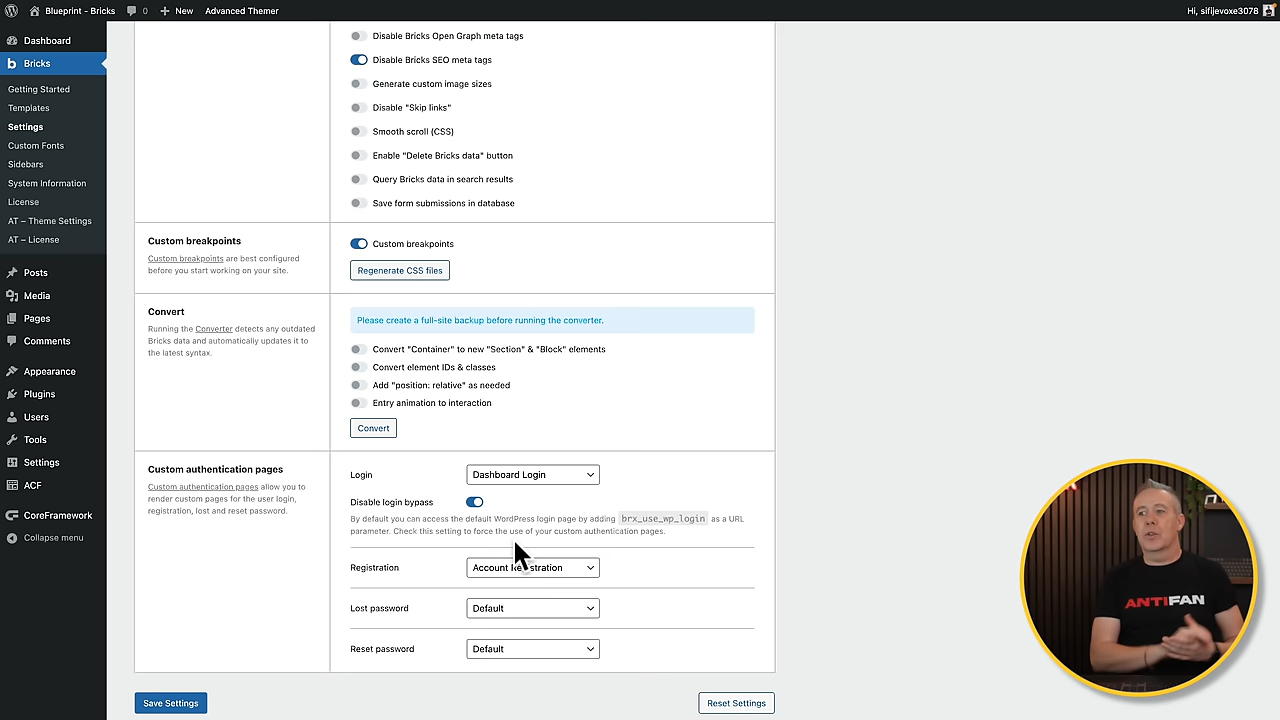 Blueprint - Bricks
0
New
Advanced Themer
Hi, sifijevoxe3078
Dashboard
Bricks
Getting Started
Templates
Settings
Custom Fonts
Sidebars
System Information
License
AT – Theme Settings
AT – License
Posts
Media
Pages
Comments
Appearance
Plugins
Users
Tools
Settings
ACF
CoreFramework
Collapse menu
Disable Bricks Open Graph meta tags
Disable Bricks SEO meta tags
Generate custom image sizes
Disable "Skip links"
Smooth scroll (CSS)
Enable "Delete Bricks data" button
Query Bricks data in search results
Save form submissions in database
Custom breakpoints
Custom breakpoints are best configured
before you start working on your site.
Custom breakpoints
Regenerate CSS files
Convert
Running the Converter detects any outdated
Bricks data and automatically updates it to
the latest syntax.
Please create a full-site backup before running the converter.
Convert "Container" to new "Section" & "Block" elements
Convert element IDs & classes
Add "position: relative" as needed
Entry animation to interaction
Convert
Custom authentication pages
Custom authentication pages allow you to
render custom pages for the user login,
registration, lost and reset password.
Login
Dashboard Login
Disable login bypass
By default you can access the default WordPress login page by adding brx_use_wp_login as a URL
parameter. Check this setting to force the use of your custom authentication pages.
Registration
Account
Lost password
Default
Reset password
Default
Save Settings
Reset Settings
ANTIFAN